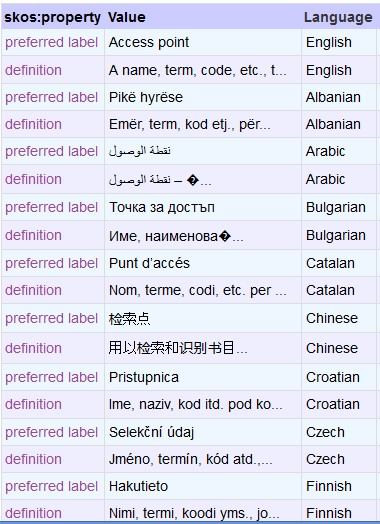 skos:property Value Language
preferred label Access point English
definition A name, term, code, etc., t... English
preferred label Pikë hyrëse Albanian
definition Emër, term, kod etj., për... Albanian
preferred label نقطة الوصول Arabic
definition نقطة الوصول – �... Arabic
preferred label Точка за достъп Bulgarian
definition Име, наименова�... Bulgarian
preferred label Punt d'accés Catalan
definition Nom, terme, codi, etc. per ... Catalan
preferred label 检索点 Chinese
definition 用以检索和识别书目... Chinese
preferred label Pristupnica Croatian
definition Ime, naziv, kod itd. pod ko... Croatian
preferred label Selekční údaj Czech
definition Jméno, termín, kód atd.,... Czech
preferred label Hakutieto Finnish
definition Nimi, termi, koodi yms., jo... Finnish